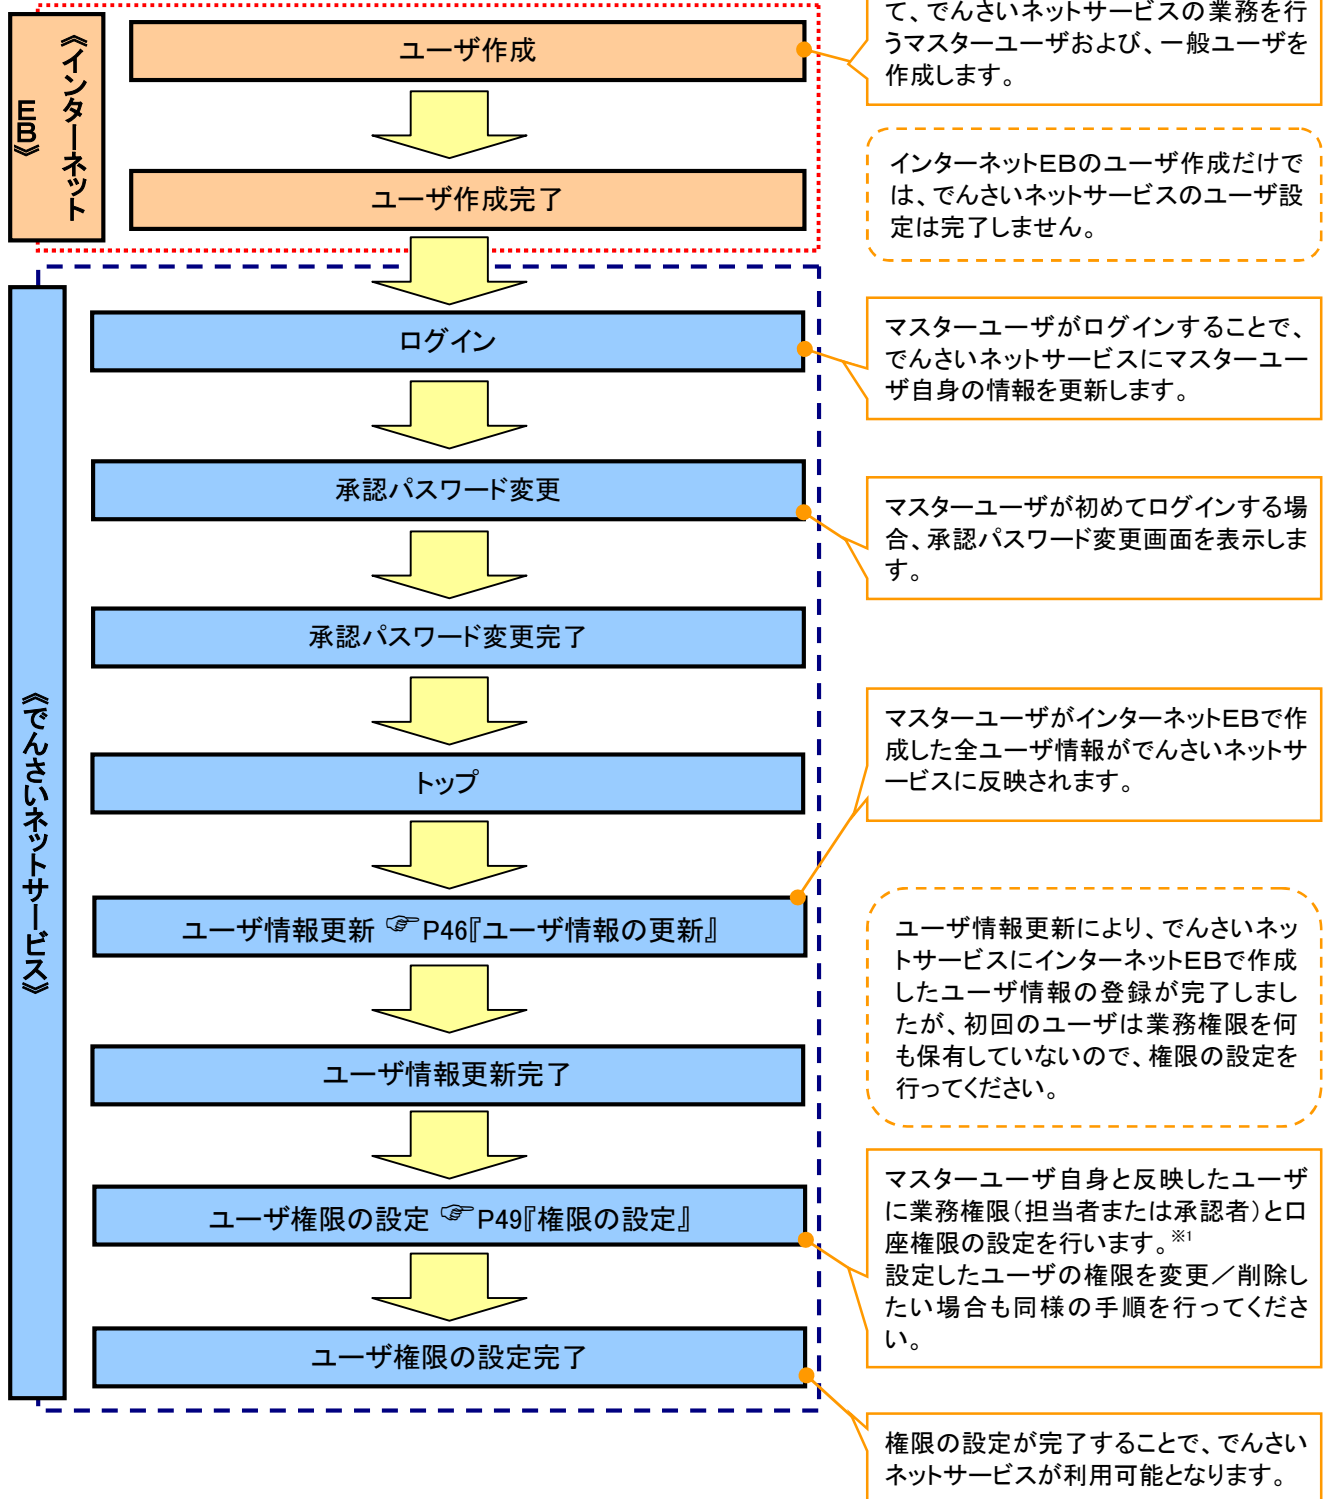 て、でんさいネットサービスの業務を行
うマスターユーザおよび、一般ユーザを
作成します。
《インターネット
EB》
ユーザ作成
ユーザ作成完了
インターネットEBのユーザ作成だけで
は、でんさいネットサービスのユーザ設
定は完了しません。
《でんさいネットサービス》
ログイン
マスターユーザがログインすることで、
でんさいネットサービスにマスターユー
ザ自身の情報を更新します。
承認パスワード変更
マスターユーザが初めてログインする場
合、承認パスワード変更画面を表示しま
す。
承認パスワード変更完了
トップ
マスターユーザがインターネットEBで作
成した全ユーザ情報がでんさいネットサ
ービスに反映されます。
ユーザ情報更新 ☞P46『ユーザ情報の更新』
ユーザ情報更新により、でんさいネッ
トサービスにインターネットEBで作成
したユーザ情報の登録が完了しまし
たが、初回のユーザは業務権限を何
も保有していないので、権限の設定を
行ってください。
ユーザ情報更新完了
ユーザ権限の設定 ☞P49『権限の設定』
マスターユーザ自身と反映したユーザ
に業務権限(担当者または承認者)と口
座権限の設定を行います。※1
設定したユーザの権限を変更/削除し
たい場合も同様の手順を行ってくださ
い。
ユーザ権限の設定完了
権限の設定が完了することで、でんさい
ネットサービスが利用可能となります。